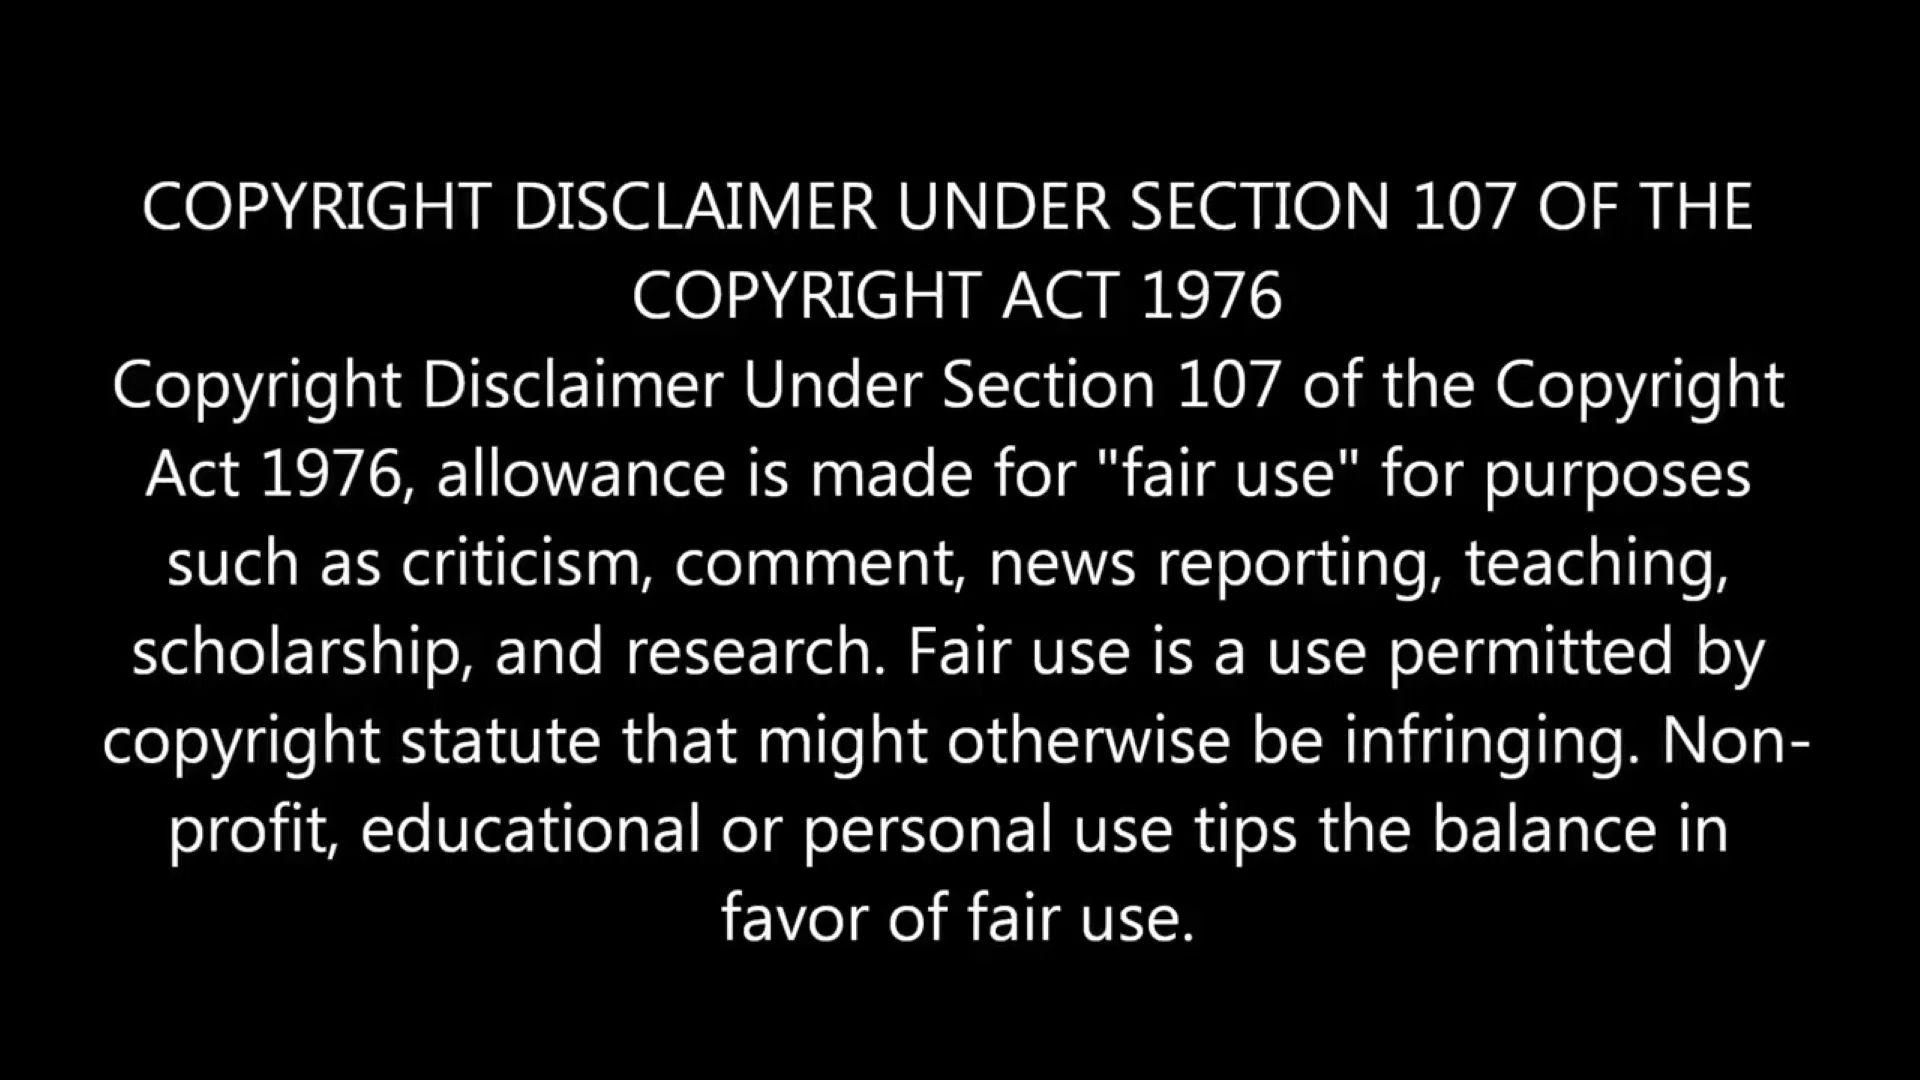 COPYRIGHT DISCLAIMER UNDER SECTION 107 OF THE
COPYRIGHT ACT 1976
Copyright Disclaimer Under Section 107 of the Copyright
Act 1976, allowance is made for "fair use" for purposes
such as criticism, comment, news reporting, teaching,
scholarship, and research. Fair use is a use permitted by
copyright statute that might otherwise be infringing. Non-
profit, educational or personal use tips the balance in
favor of fair use.